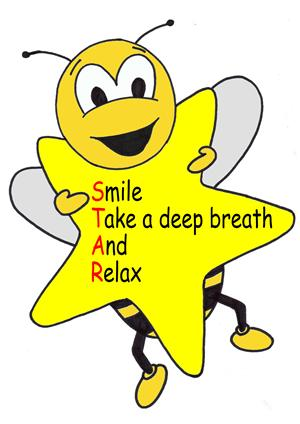 Smile
Take a deep breath
And
Relax